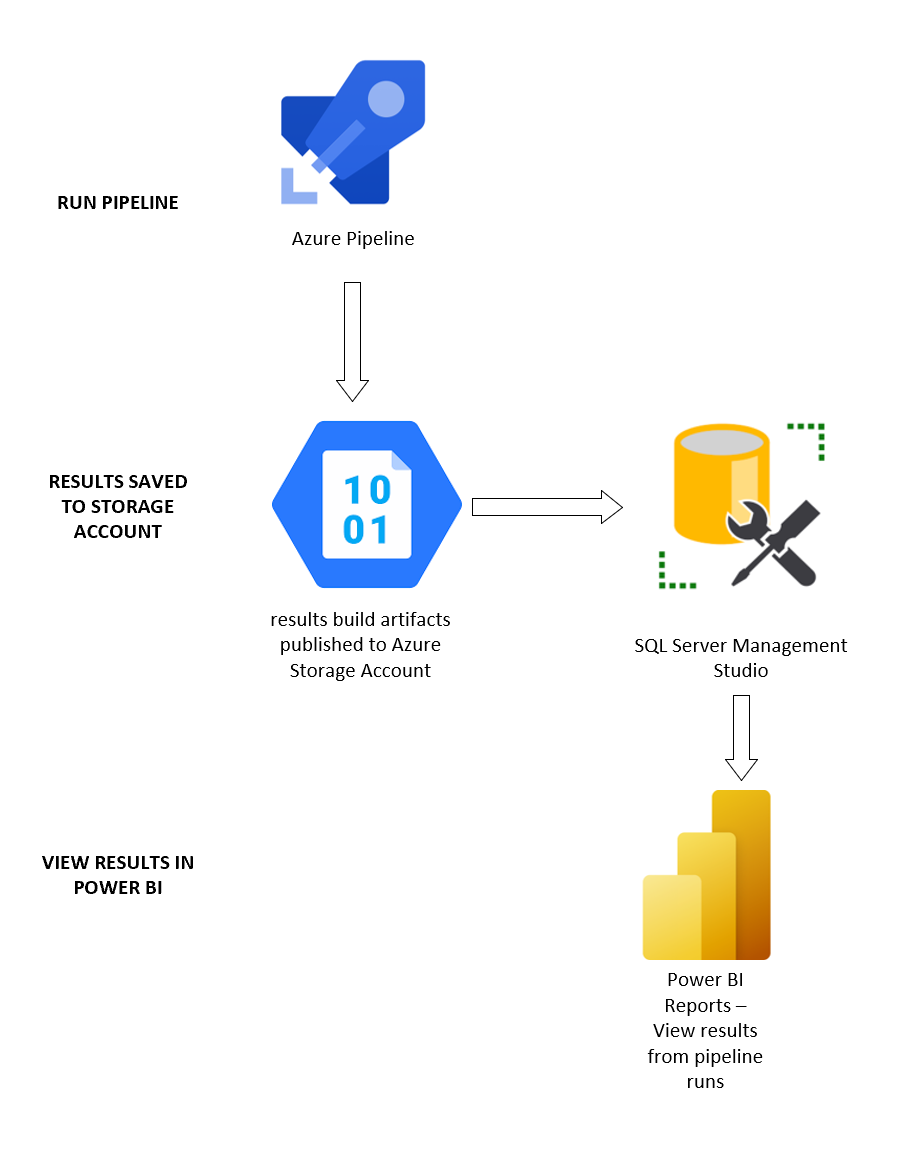 RUN PIPELINE
Azure Pipeline
RESULTS SAVED
TO STORAGE
ACCOUNT
10
01
results build artifacts
published to Azure
Storage Account
SQL Server Management
Studio
VIEW RESULTS IN
POWER BI
Power BI
Reports –
View results
from pipeline
runs